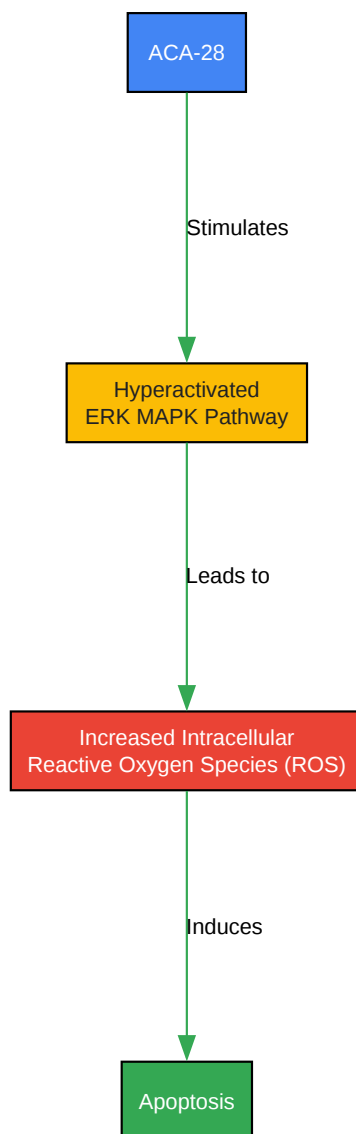 ACA-28
Stimulates
Hyperactivated
ERK MAPK Pathway
Leads to
Increased Intracellular
Reactive Oxygen Species (ROS)
Induces
Apoptosis